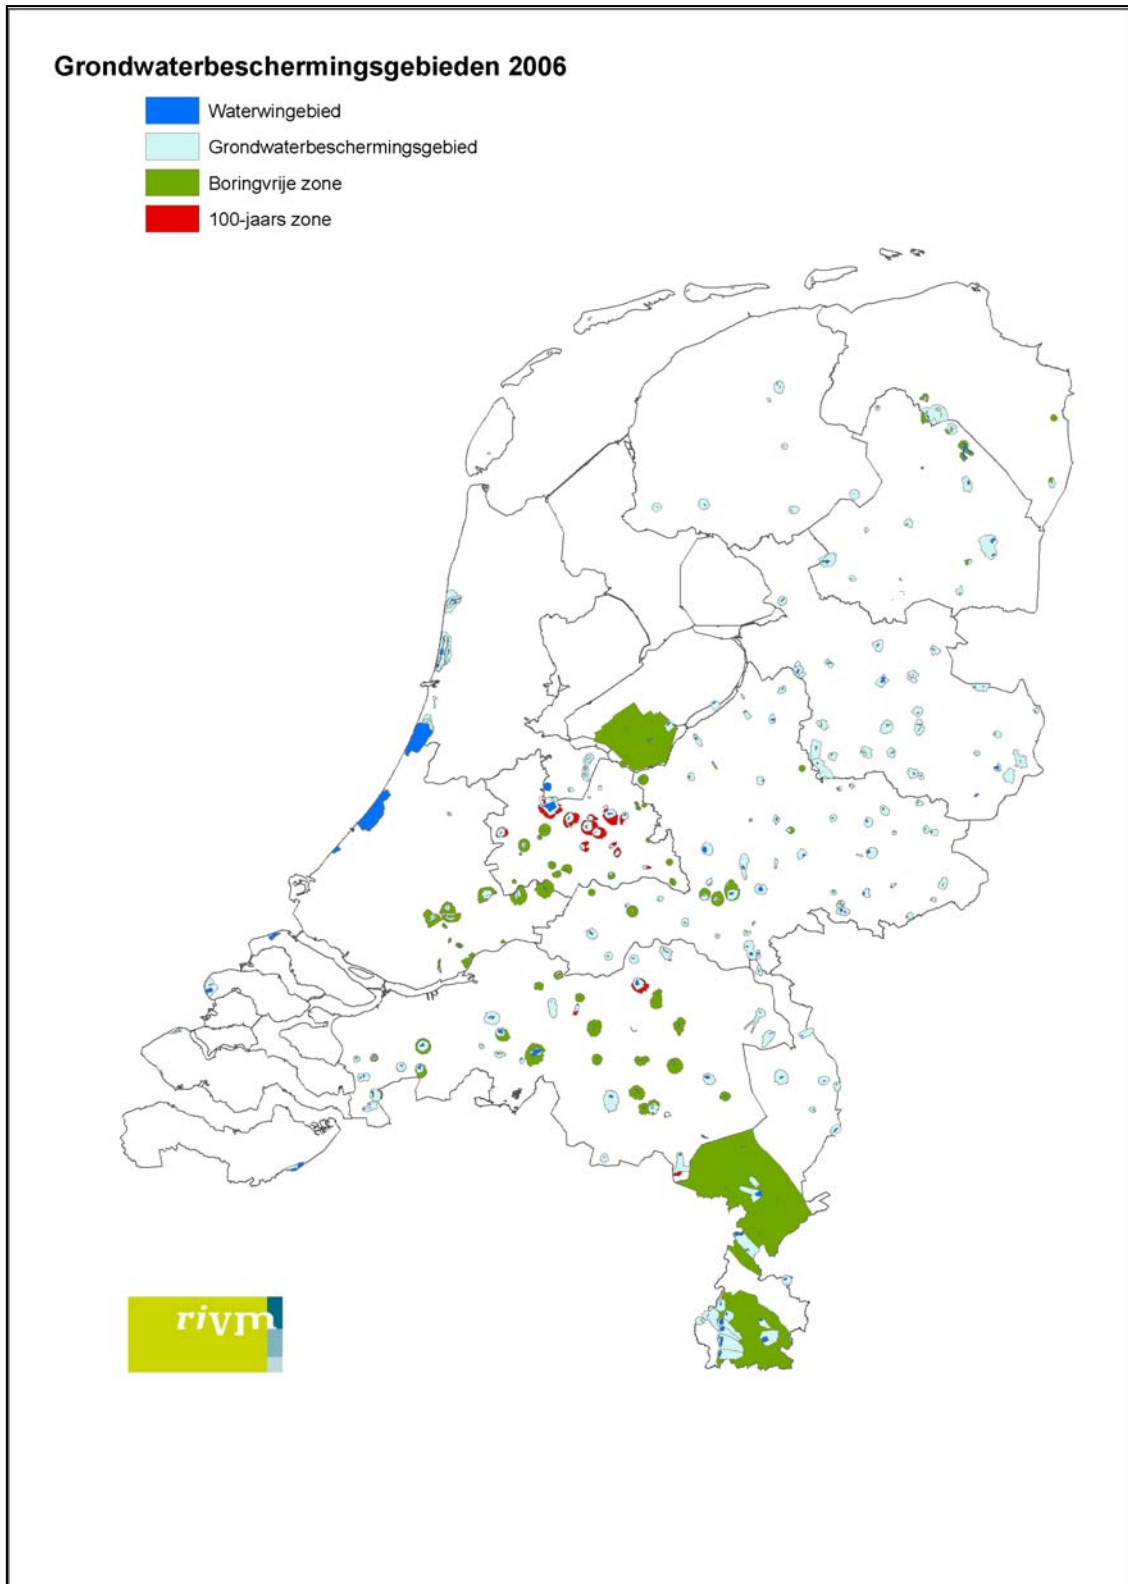 Grondwaterbeschermingsgebieden 2006
Waterwingebied
Grondwaterbeschermingsgebied
Boringvrije zone
100-jaars zone
rivm